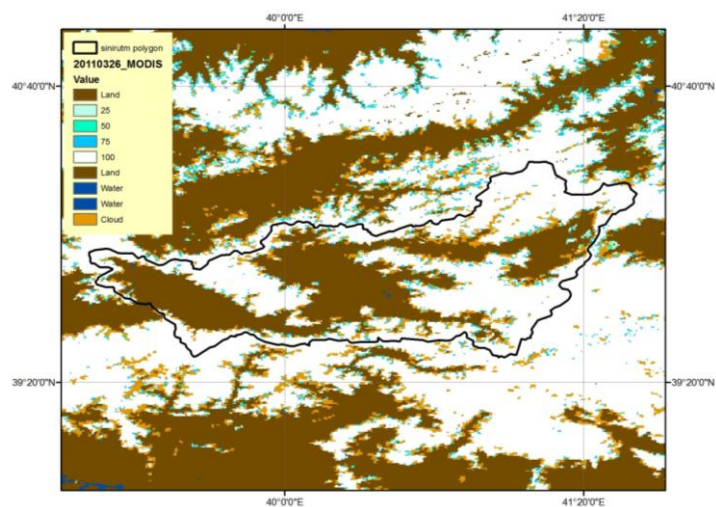 40°0'0"E 41°20'0"E
sinirutm polygon
20110326_MODIS
Value
Land
25
50
75
100
Land
Water
Water
Cloud
40°40'0"N 40°40'0"N
39°20'0"N 39°20'0"N
40°0'0"E 41°20'0"E